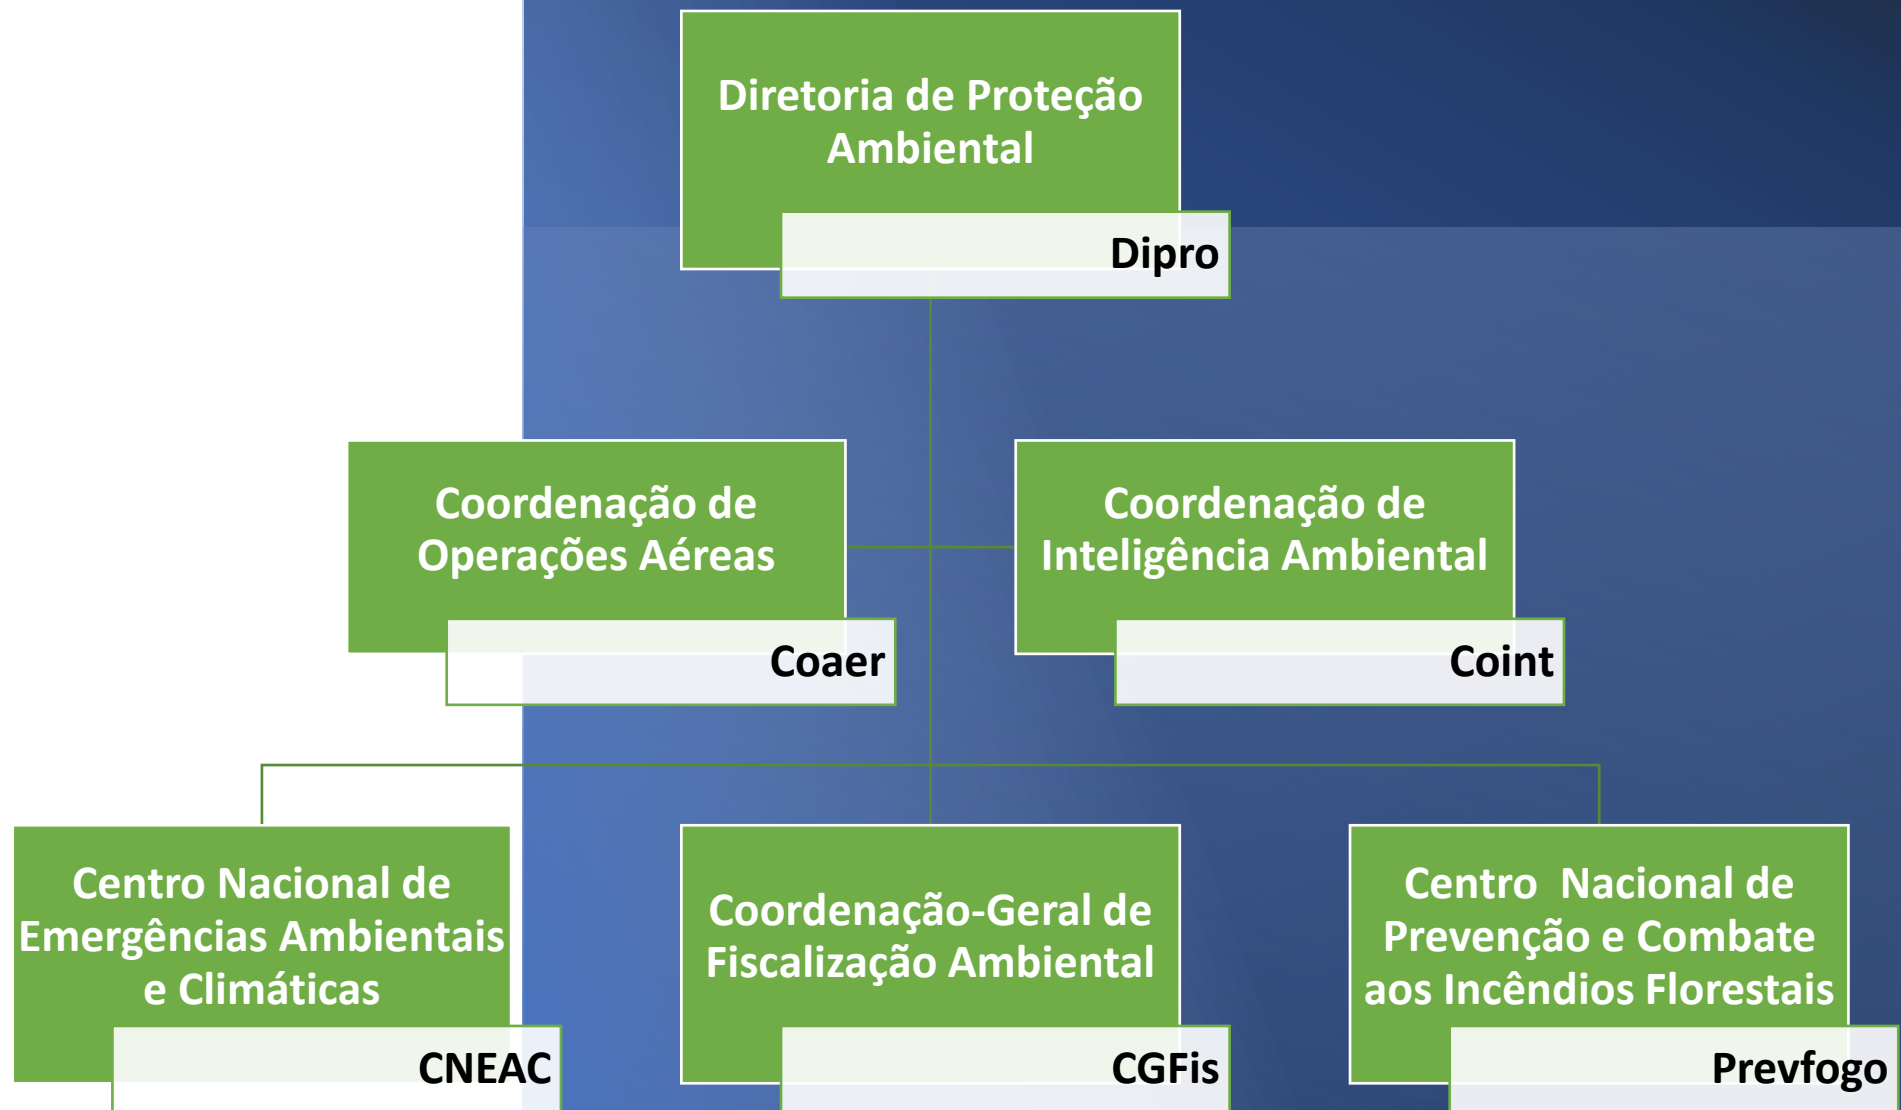 Diretoria de Proteção
Ambiental
Dipro
Coordenação de
Operações Aéreas
Coaer
Coordenação de
Inteligência Ambiental
Coint
Centro Nacional de
Emergências Ambientais
e Climáticas
CNEAC
Coordenação-Geral de
Fiscalização Ambiental
CGFis
Centro  Nacional de
Prevenção e Combate
aos Incêndios Florestais
Prevfogo